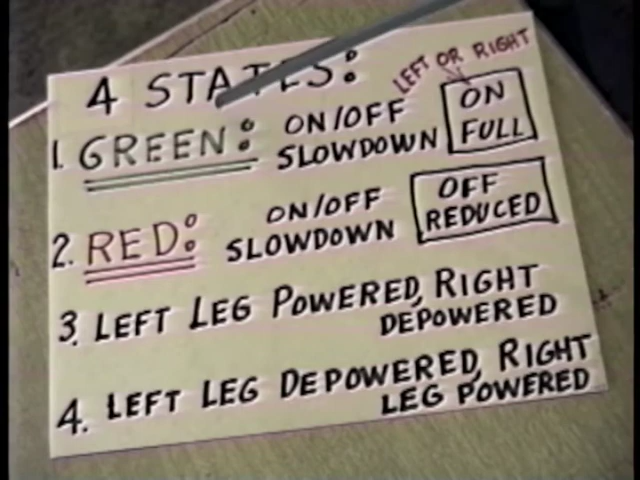 4 STATES:
LEFT OR RIGHT
1. GREEN: ON/OFF ON
SLOWDOWN FULL
2. RED: ON/OFF OFF
SLOWDOWN REDUCED
3. LEFT LEG POWERED, RIGHT
DEPOWERED
4. LEFT LEG DEPOWERED, RIGHT
LEG POWERED